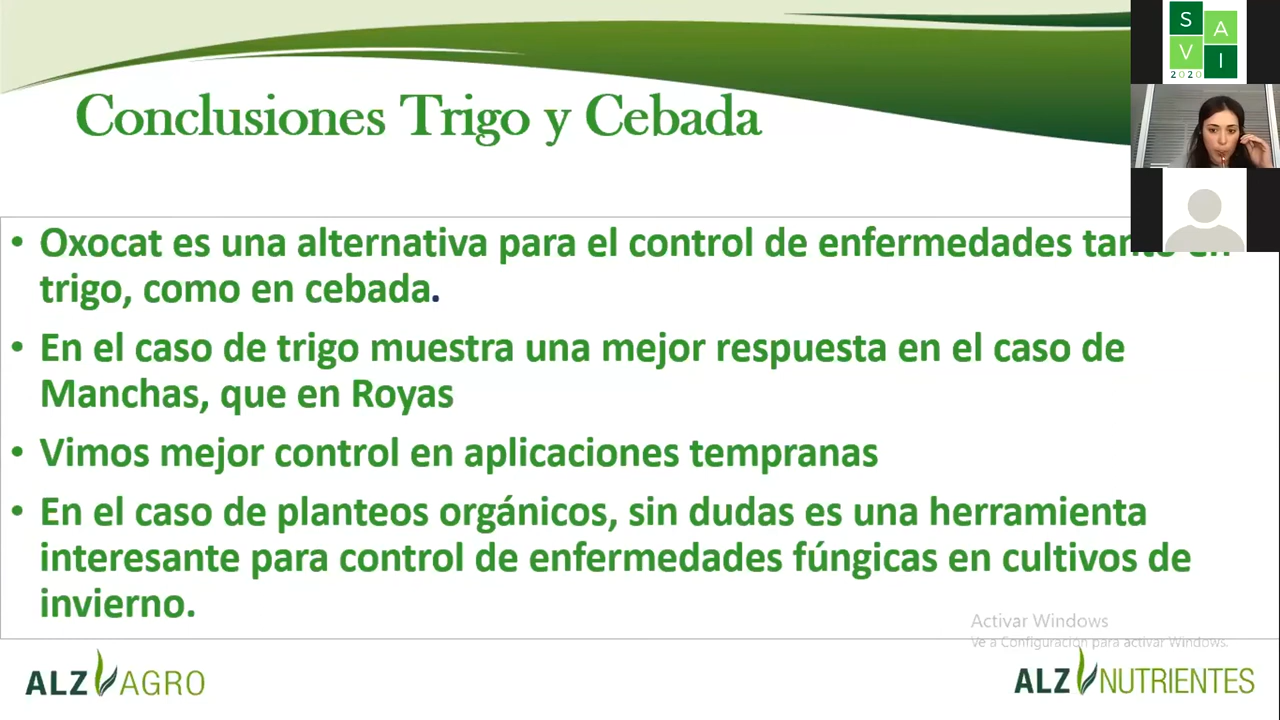 S A
V I
2020
Conclusiones Trigo y Cebada
• Oxocat es una alternativa para el control de enfermedades tanto en
trigo, como en cebada.
• En el caso de trigo muestra una mejor respuesta en el caso de
Manchas, que en Royas
• Vimos mejor control en aplicaciones tempranas
• En el caso de planteos orgánicos, sin dudas es una herramienta
interesante para control de enfermedades fúngicas en cultivos de
invierno.
Activar Windows
Ve a Configuración para activar Windows.
ALZ AGRO
ALZ NUTRIENTES